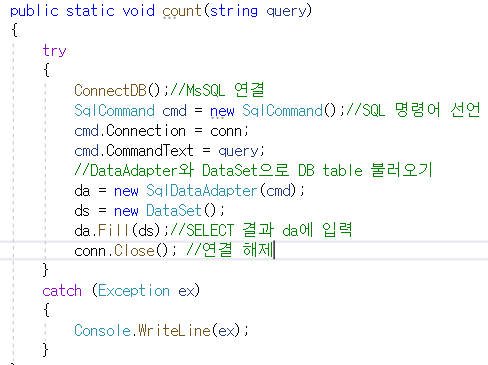 public static void count(string query)
{
try
{
ConnectDB();//MsSQL 연결
SqlCommand cmd = new SqlCommand();//SQL 명령어 선언
cmd.Connection = conn;
cmd.CommandText = query;
//DataAdapter와 DataSet으로 DB table 불러오기
da = new SqlDataAdapter(cmd);
ds = new DataSet();
da.Fill(ds);//SELECT 결과 da에 입력
conn.Close(); //연결 해제
}
catch (Exception ex)
{
Console.WriteLine(ex);
}